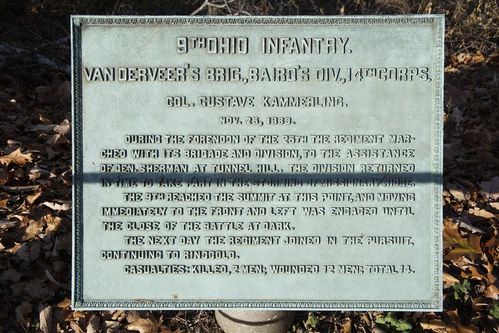 9TH OHIO INFANTRY.
VAN DERVEER'S BRIG., BAIRD'S DIV., 14TH CORPS.
COL. GUSTAVE KAMMERLING.
NOV. 25, 1863.
DURING THE FORENOON OF THE 25TH THE REGIMENT MAR-
CHED WITH ITS BRIGADE AND DIVISION, TO THE ASSISTANCE
OF GEN. SHERMAN AT TUNNEL HILL. THE DIVISION RETURNED
IN TIME TO TAKE PART IN THE STORMING OF MISSIONARY RIDGE.
THE 9TH REACHED THE SUMMIT AT THIS POINT, AND MOVING
IMMEDIATELY TO THE FRONT AND LEFT WAS ENGAGED UNTIL
THE CLOSE OF THE BATTLE AT DARK.
THE NEXT DAY THE REGIMENT JOINED IN THE PURSUIT,
CONTINUING TO RINGGOLD.
CASUALTIES: KILLED, 2 MEN; WOUNDED 12 MEN; TOTAL 14.